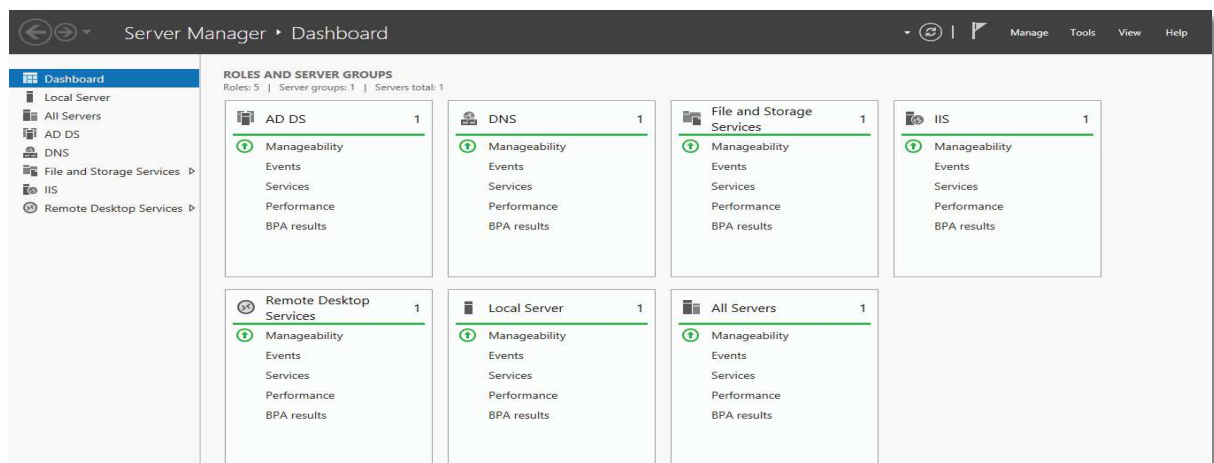 Server Manager ‣ Dashboard
Manage Tools View Help
Dashboard
Local Server
All Servers
AD DS
DNS
File and Storage Services
IIS
Remote Desktop Services
ROLES AND SERVER GROUPS
Roles: 5 | Server groups: 1 | Servers total: 1
AD DS 1
Manageability
Events
Services
Performance
BPA results
DNS 1
Manageability
Events
Services
Performance
BPA results
File and Storage
Services 1
Manageability
Events
Services
Performance
BPA results
IIS 1
Manageability
Events
Services
Performance
BPA results
Remote Desktop
Services 1
Manageability
Events
Services
Performance
BPA results
Local Server 1
Manageability
Events
Services
Performance
BPA results
All Servers 1
Manageability
Events
Services
Performance
BPA results